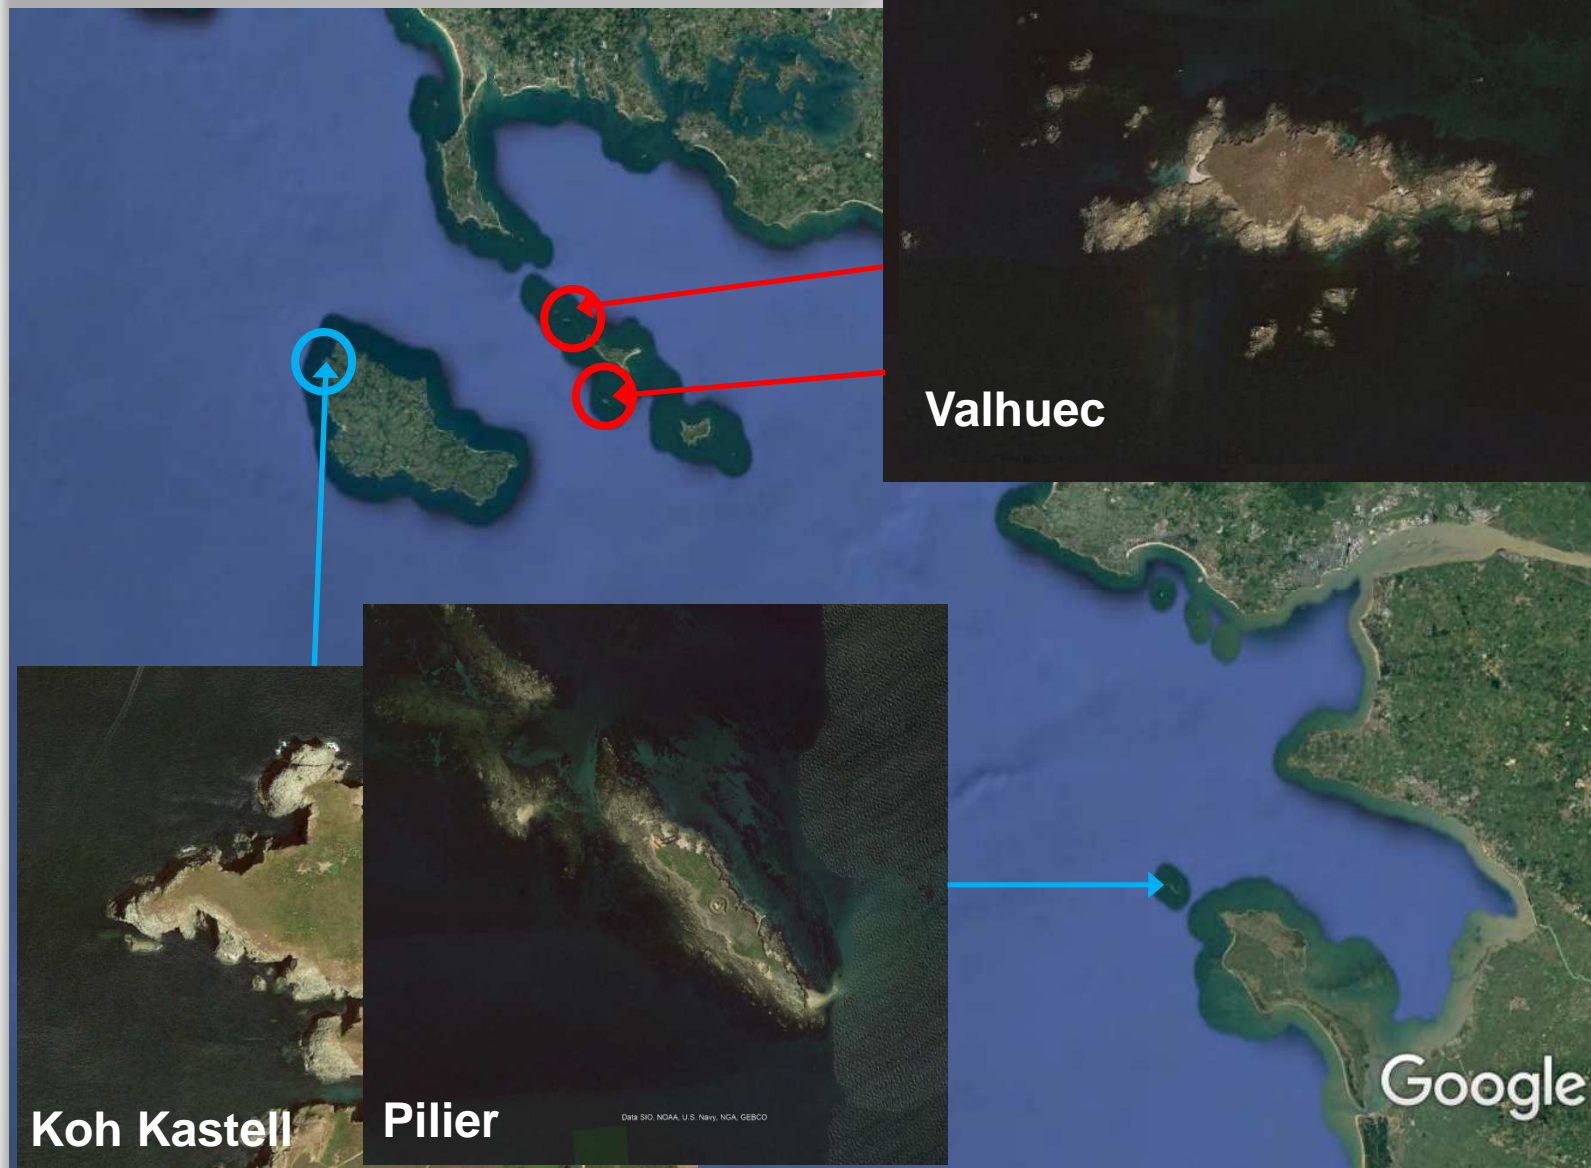 Valhuec
Koh Kastell
Pilier
Data SIO, NOAA, U.S. Navy, NGA, GEBCO
Google